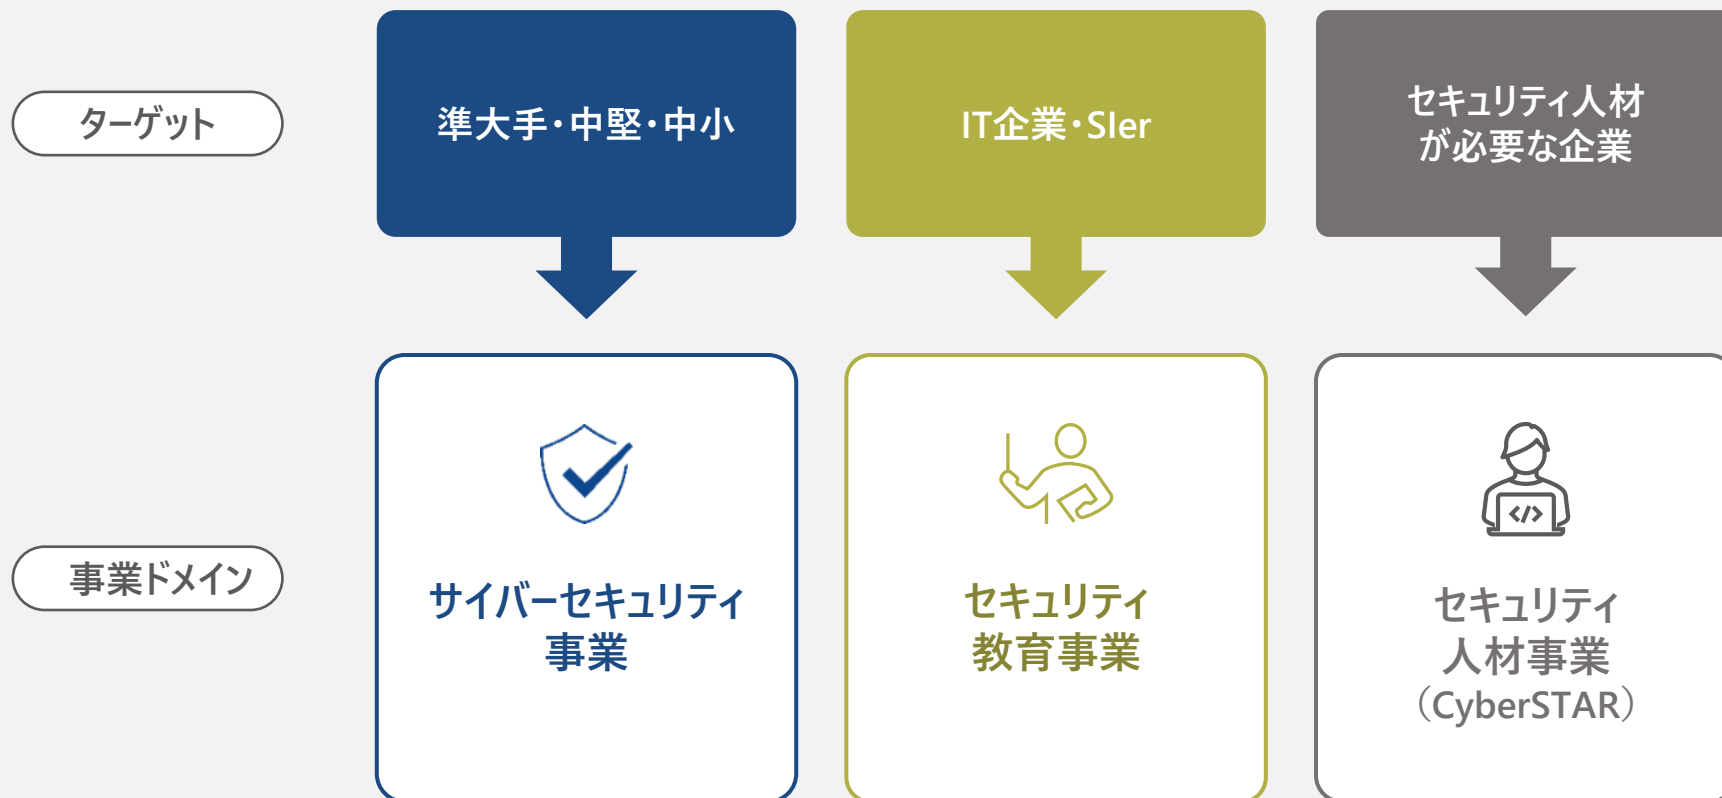 ターゲット
準大手・中堅・中小
IT企業・SIer
セキュリティ人材
が必要な企業
事業ドメイン
サイバーセキュリティ
事業
セキュリティ
教育事業
</>
セキュリティ
人材事業
（CyberSTAR）